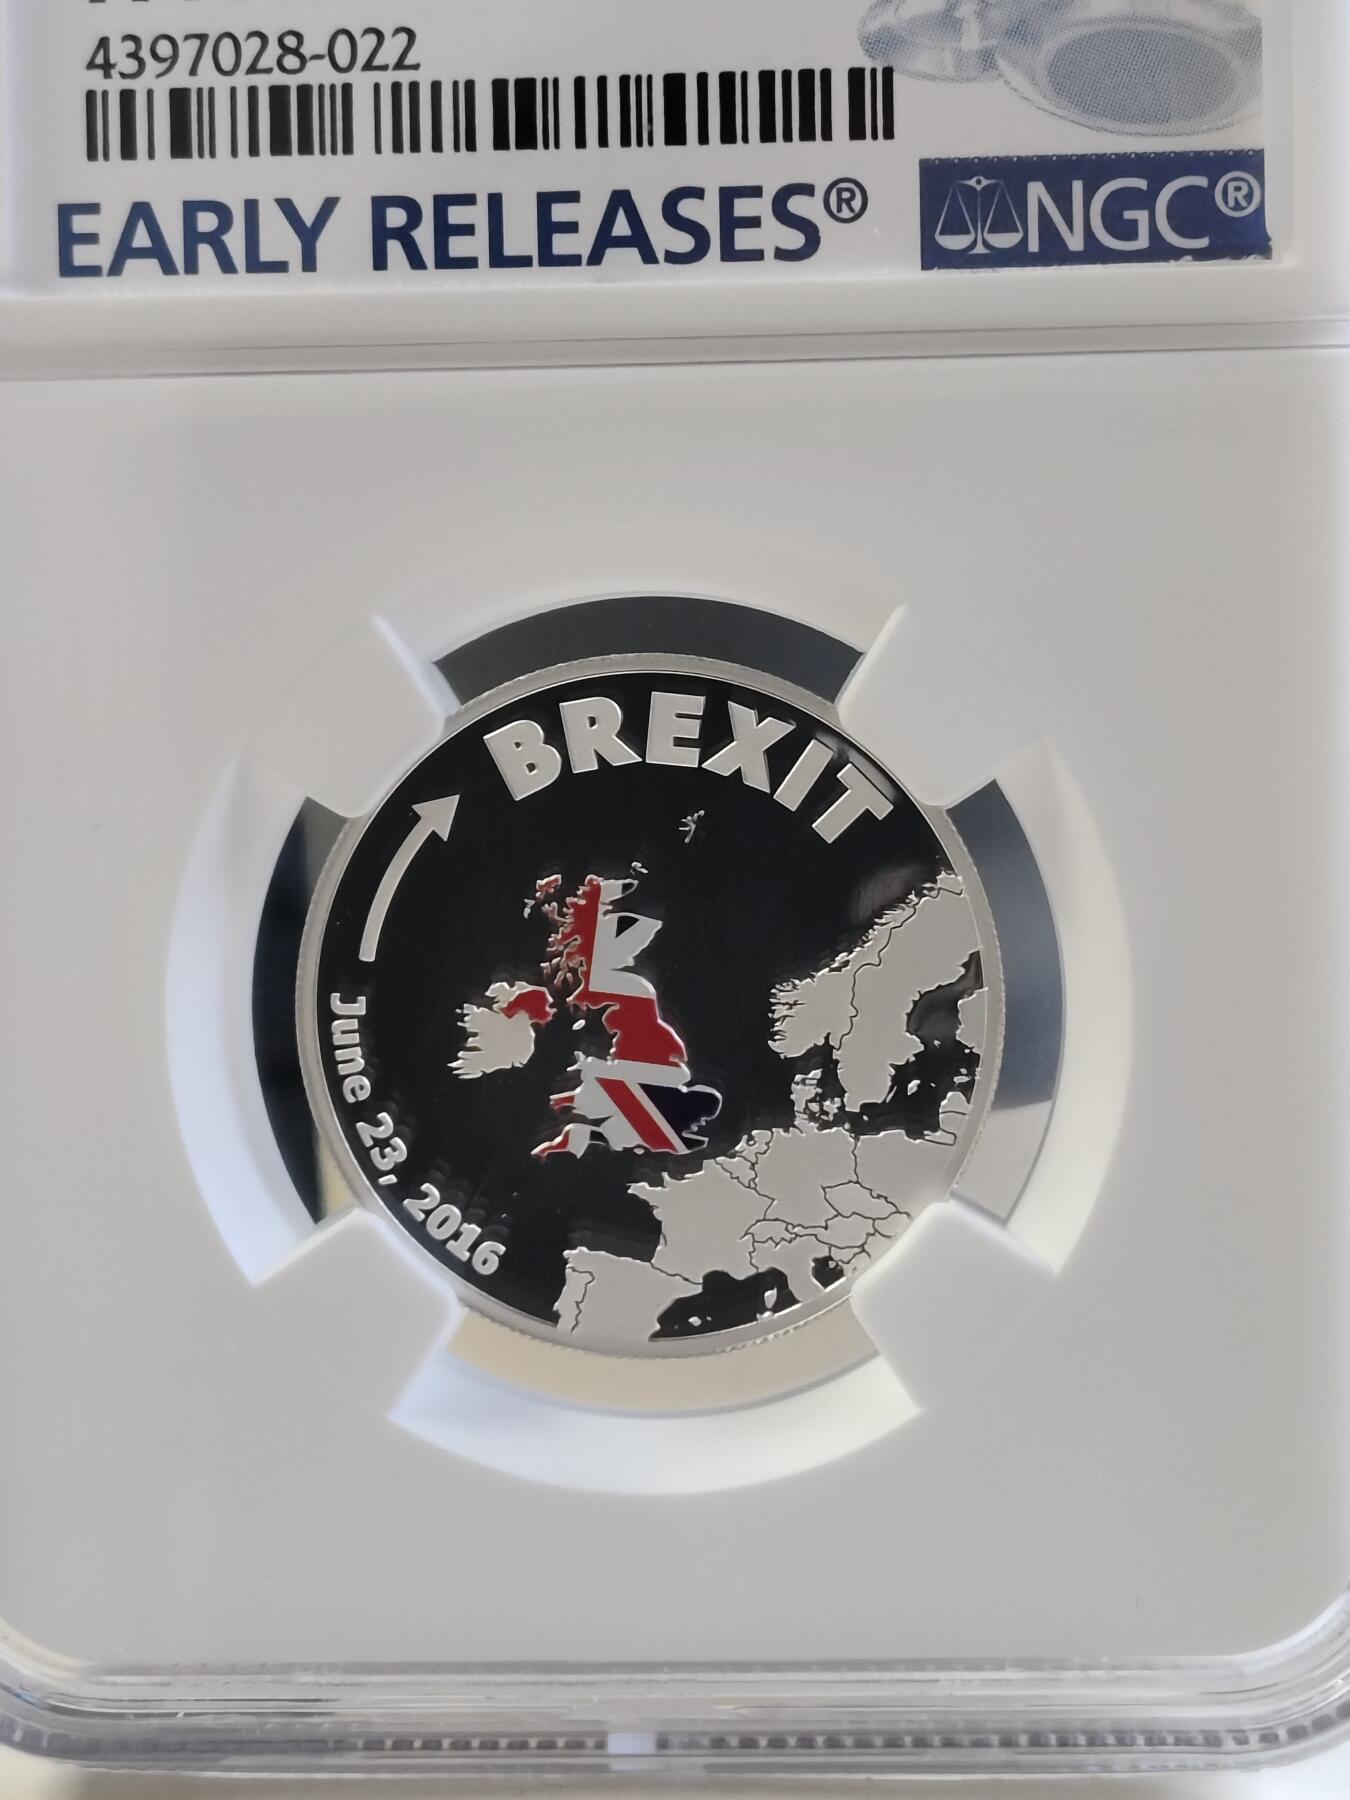 4397028-022
EARLY RELEASES®
NGC®
BREXIT
June 23, 2016